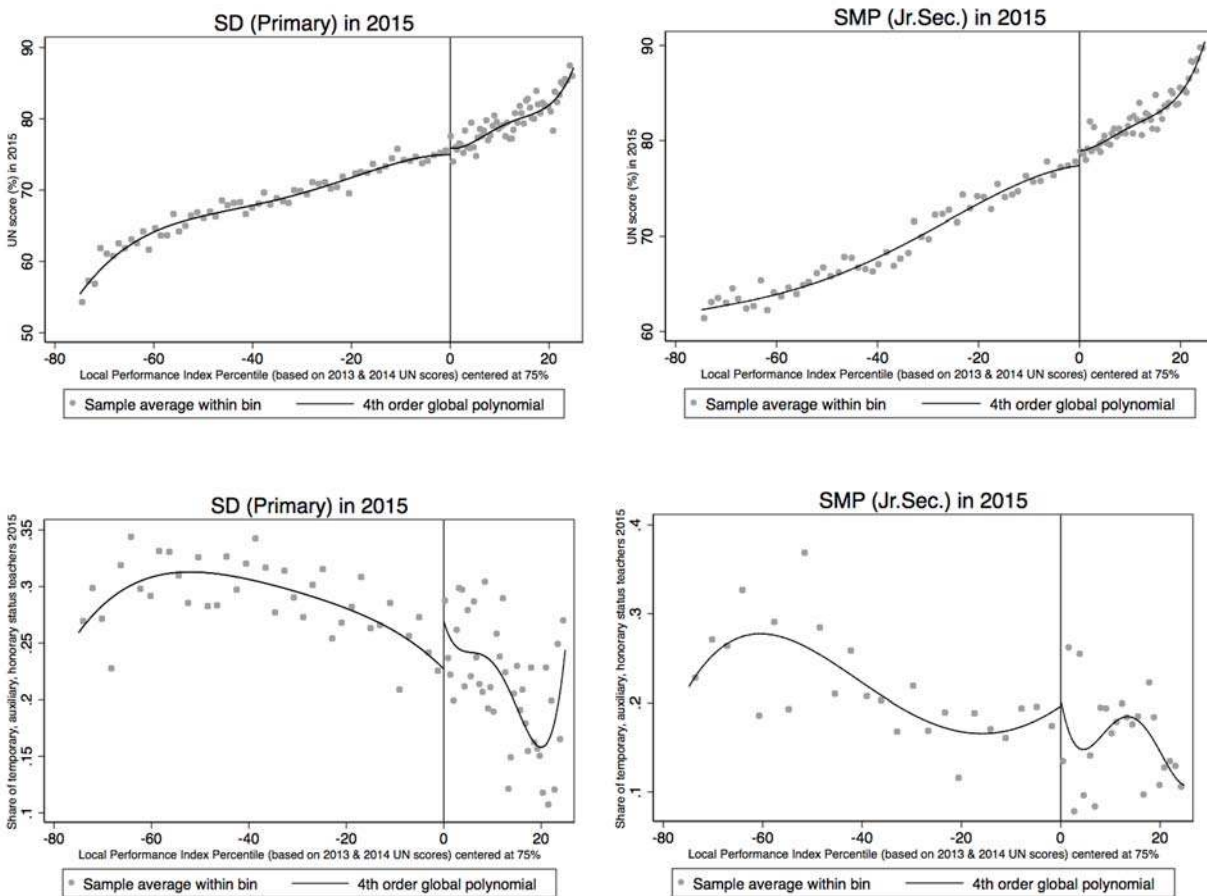 SD (Primary) in 2015
UN score (%) in 2015
90
80
70
60
50
-80 -60 -40 -20 0 20
Local Performance Index Percentile (based on 2013 & 2014 UN scores) centered at 75%
Sample average within bin 4th order global polynomial
SMP (Jr.Sec.) in 2015
UN score (%) in 2015
90
80
70
60
-80 -60 -40 -20 0 20
Local Performance Index Percentile (based on 2013 & 2014 UN scores) centered at 75%
Sample average within bin 4th order global polynomial
SD (Primary) in 2015
Share of temporary, auxiliary, honorary status teachers 2015
.35
.3
.25
.2
.15
.1
-80 -60 -40 -20 0 20
Local Performance Index Percentile (based on 2013 & 2014 UN scores) centered at 75%
Sample average within bin 4th order global polynomial
SMP (Jr.Sec.) in 2015
Share of temporary, auxiliary, honorary status teachers 2015
.4
.3
.2
.1
-80 -60 -40 -20 0 20
Local Performance Index Percentile (based on 2013 & 2014 UN scores) centered at 75%
Sample average within bin 4th order global polynomial